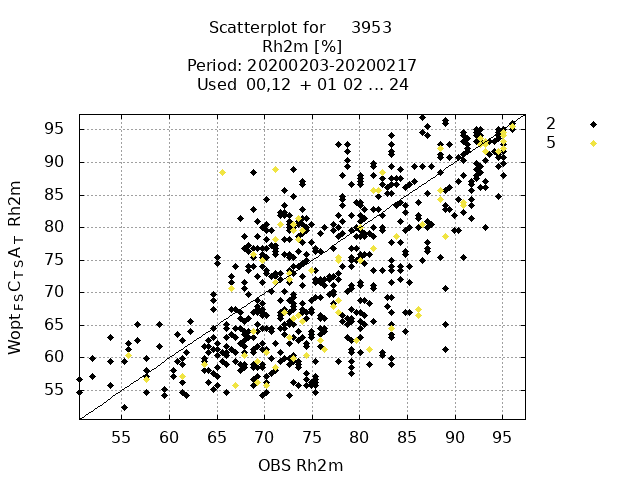 Scatterplot for 3953
Rh2m [%]
Period: 20200203-20200217
Used 00,12 + 01 02 ... 24
2
5
95
90
85
80
75
70
65
60
55
Wopt_FS C_TS A_T Rh2m
55 60 65 70 75 80 85 90 95
OBS Rh2m